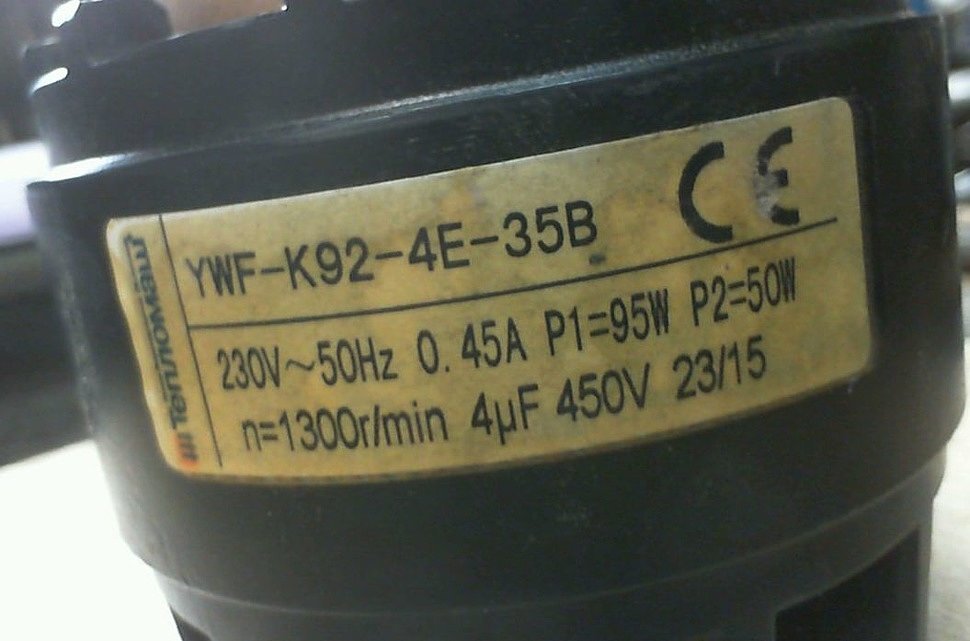 YWF-K92-4E-35B
CE
230V~50Hz 0.45A P1=95W P2=50W
n=1300r/min 4µF 450V 23/15